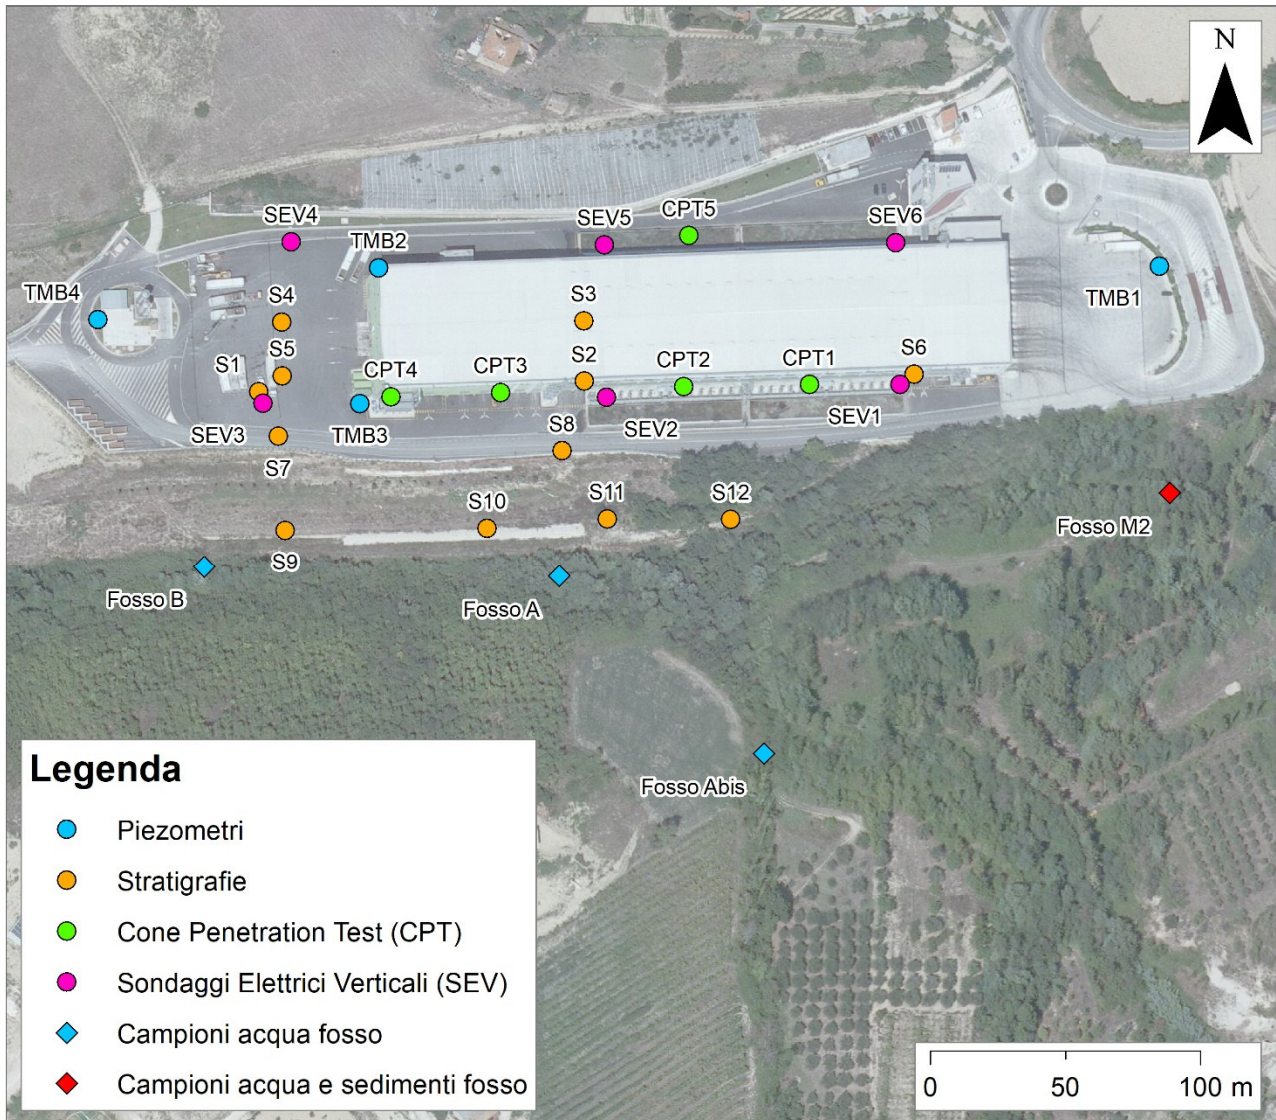 N
SEV4
SEV5
CPT5
SEV6
TMB2
TMB4
TMB1
S4
S3
S5
S1
CPT4
CPT3
S2
CPT2
CPT1
S6
SEV3
TMB3
SEV2
SEV1
S7
S8
S10
S11
S12
Fosso M2
S9
Fosso B
Fosso A
Fosso Abis
Legenda
Piezometri
Stratigrafie
Cone Penetration Test (CPT)
Sondaggi Elettrici Verticali (SEV)
Campioni acqua fosso
Campioni acqua e sedimenti fosso
0 50 100 m